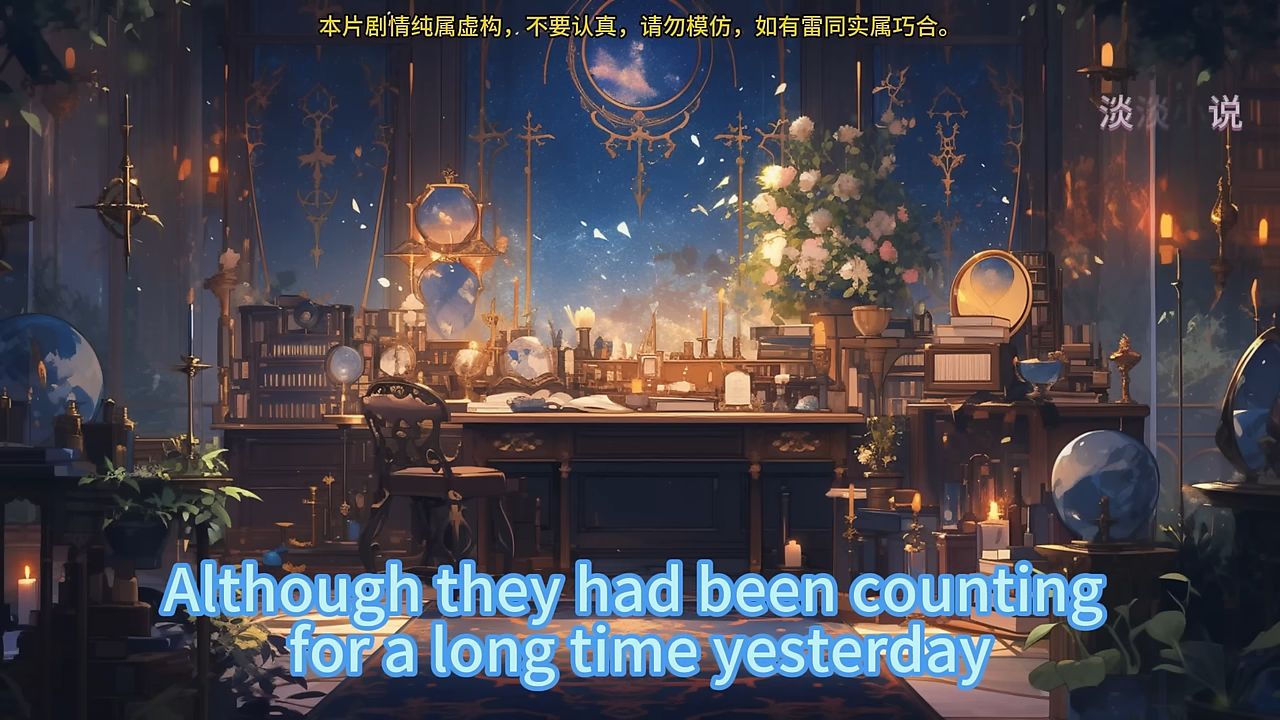 本片剧情纯属虚构，不要认真，请勿模仿，如有雷同实属巧合。
淡淡小说
Although they had been counting
for a long time yesterday